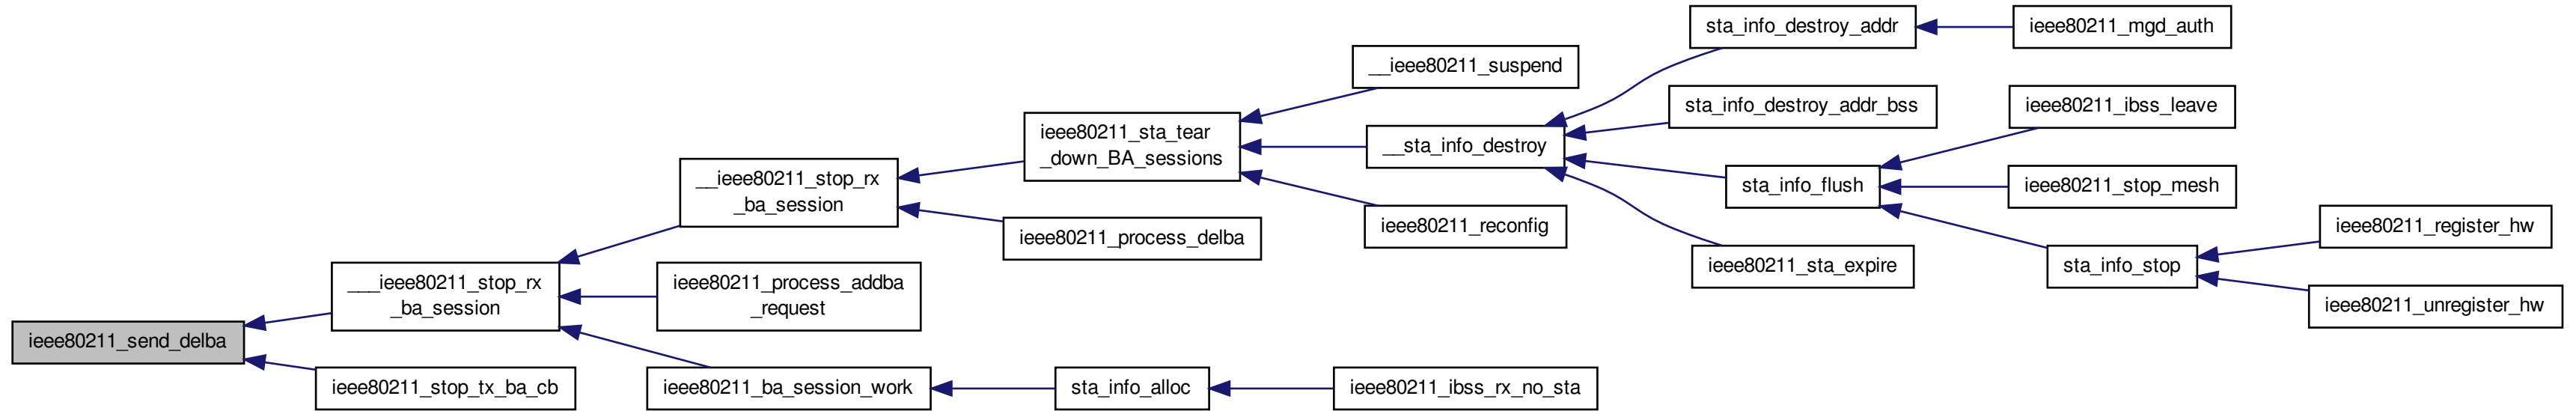 sta_info_destroy_addr
ieee80211_mgd_auth
__ieee80211_suspend
sta_info_destroy_addr_bss
ieee80211_ibss_leave
ieee80211_sta_tear
_down_BA_sessions
__sta_info_destroy
__ieee80211_stop_rx
_ba_session
sta_info_flush
ieee80211_stop_mesh
ieee80211_process_delba
ieee80211_reconfig
ieee80211_register_hw
___ieee80211_stop_rx
_ba_session
ieee80211_process_addba
_request
ieee80211_sta_expire
sta_info_stop
ieee80211_unregister_hw
ieee80211_send_delba
ieee80211_stop_tx_ba_cb
ieee80211_ba_session_work
sta_info_alloc
ieee80211_ibss_rx_no_sta